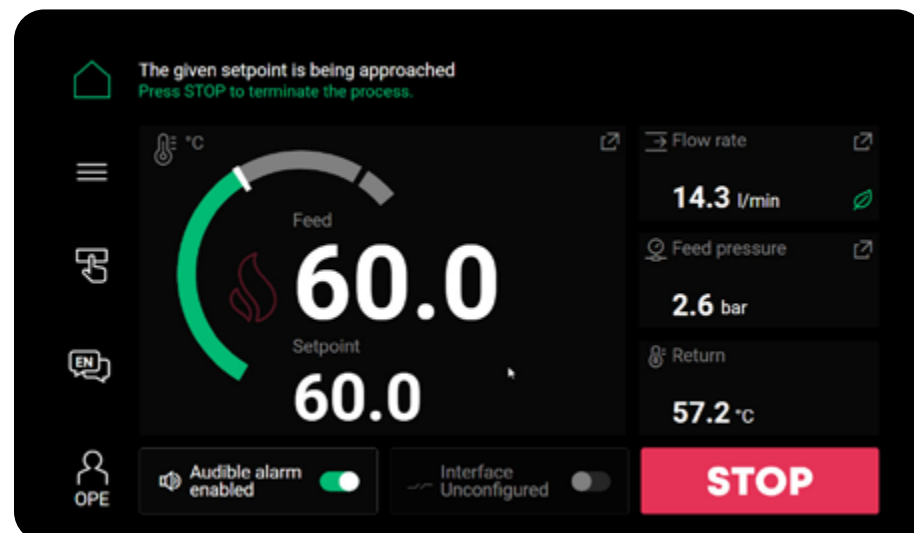 The given setpoint is being approached
Press STOP to terminate the process.
°C
Feed
60.0
Setpoint
60.0
Flow rate
14.3 l/min
Feed pressure
2.6 bar
Return
57.2 °C
EN
OPE
Audible alarm
enabled
Interface
Unconfigured
STOP